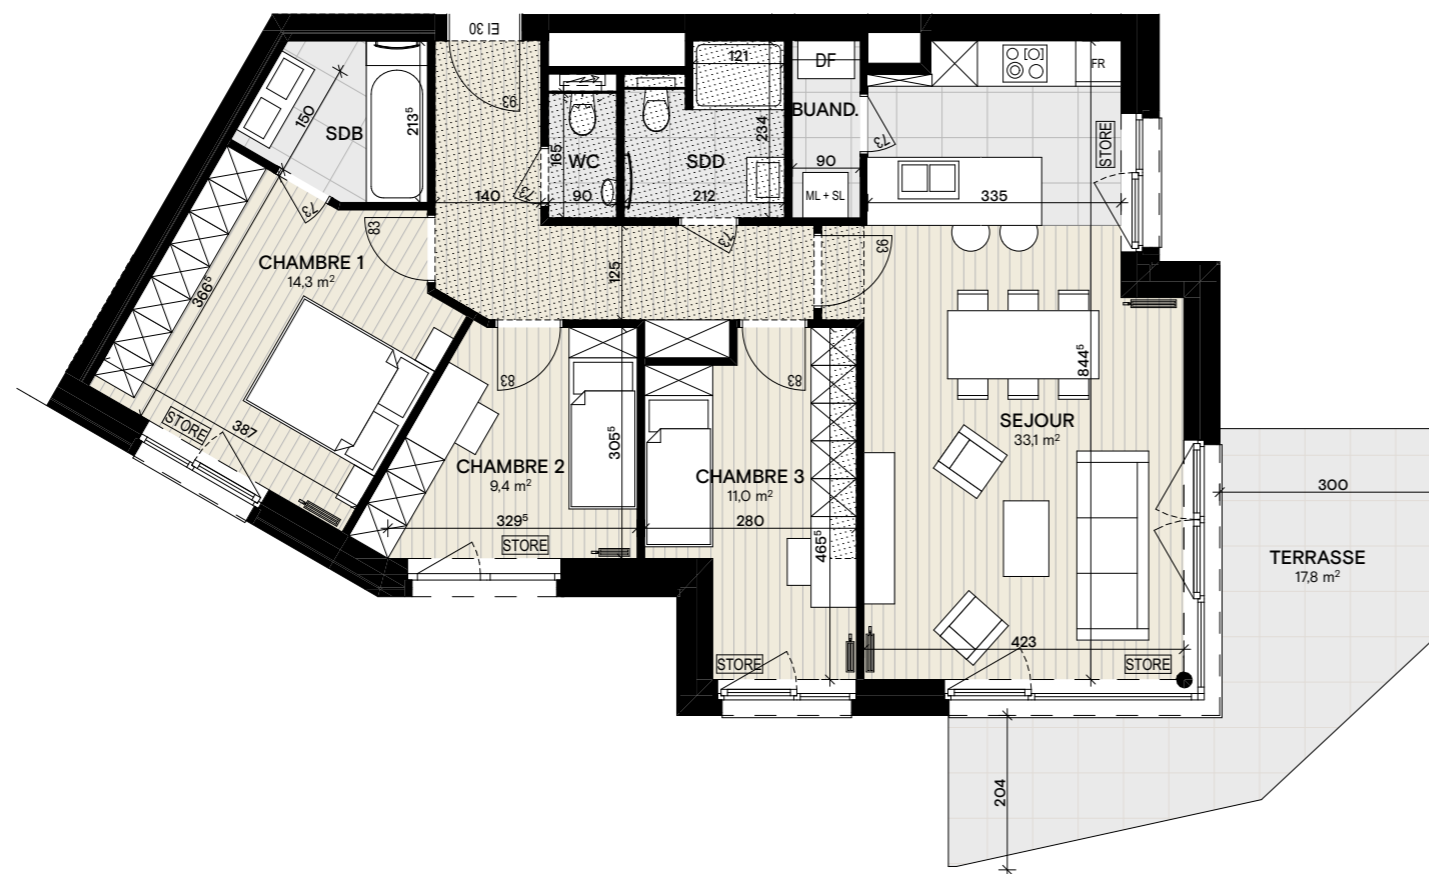 EI 30
93
121
DF
FR
BUAND.
73
STORE
150
SDB
213⁵
165
WC
90
73
SDD
234
212
90
ML + SL
335
140
73
83
73
93
125
CHAMBRE 1
14,3 m²
366⁵
844⁵
83
83
STORE
387
305⁵
SEJOUR
33,1 m²
CHAMBRE 2
9,4 m²
CHAMBRE 3
11,0 m²
300
329⁵
280
STORE
465⁵
TERRASSE
17,8 m²
423
STORE
STORE
204